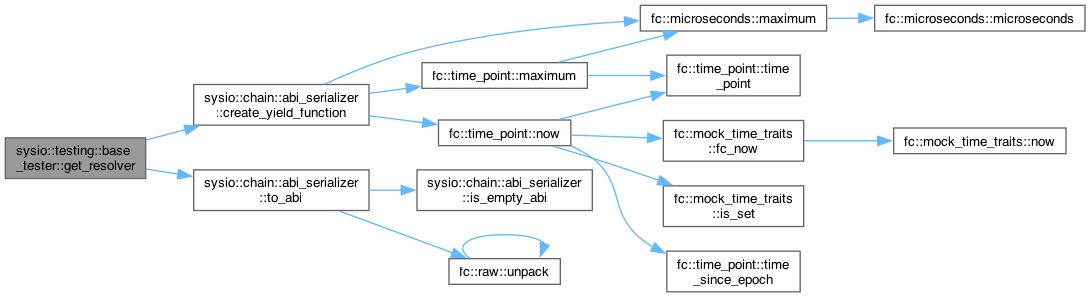 sysio::testing::base
_tester::get_resolver
sysio::chain::abi_serializer
::create_yield_function
sysio::chain::abi_serializer
::to_abi
fc::time_point::maximum
fc::time_point::now
sysio::chain::abi_serializer
::is_empty_abi
fc::raw::unpack
fc::microseconds::maximum
fc::time_point::time
_point
fc::mock_time_traits
::fc_now
fc::mock_time_traits
::is_set
fc::time_point::time
_since_epoch
fc::microseconds::microseconds
fc::mock_time_traits::now